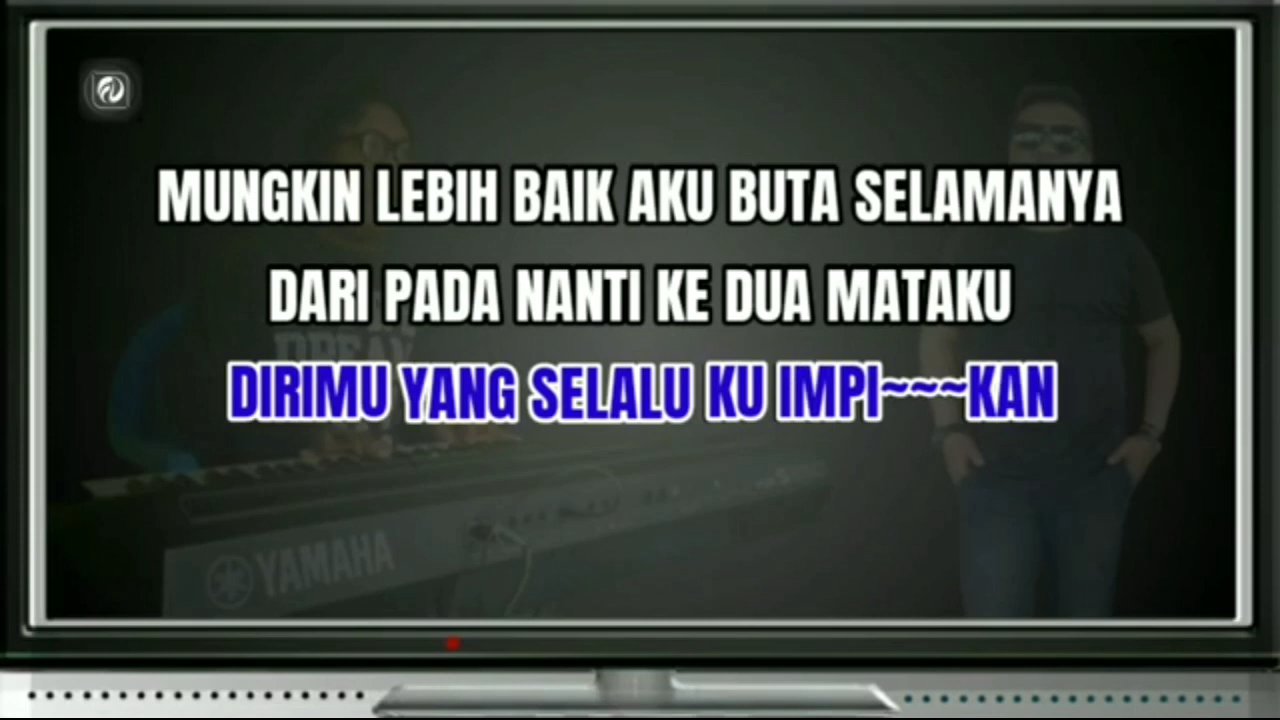 MUNGKIN LEBIH BAIK AKU BUTA SELAMANYA
DARI PADA NANTI KE DUA MATAKU
DIRIMU YANG SELALU KU IMPI~~~KAN
YAMAHA